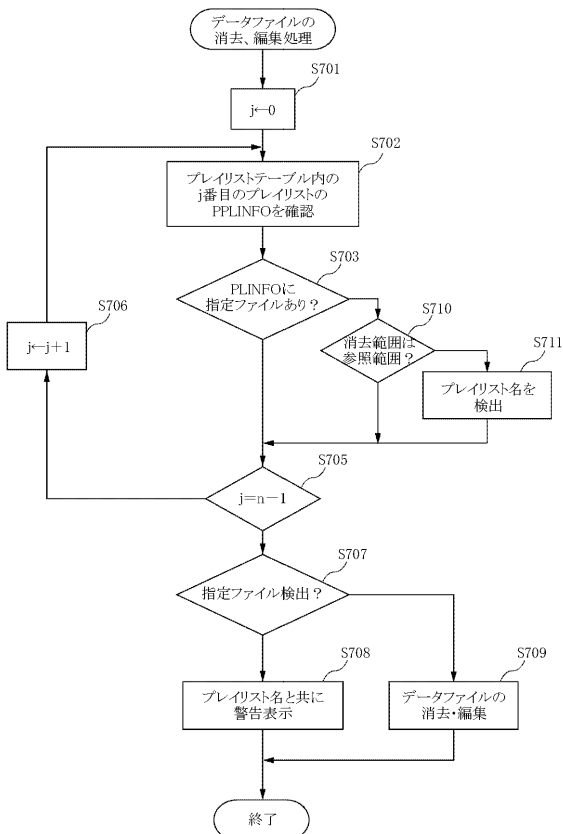 データファイルの
消去、編集処理
S701
j←0
S702
プレイリストテーブル内の
j番目のプレイリストの
PPLINFOを確認
S703
PLINFOに
指定ファイルあり？
S706
j←j+1
S710
消去範囲は
参照範囲？
S711
プレイリスト名を
検出
S705
j=n－1
S707
指定ファイル検出？
S708
プレイリスト名と共に
警告表示
S709
データファイルの
消去・編集
終了